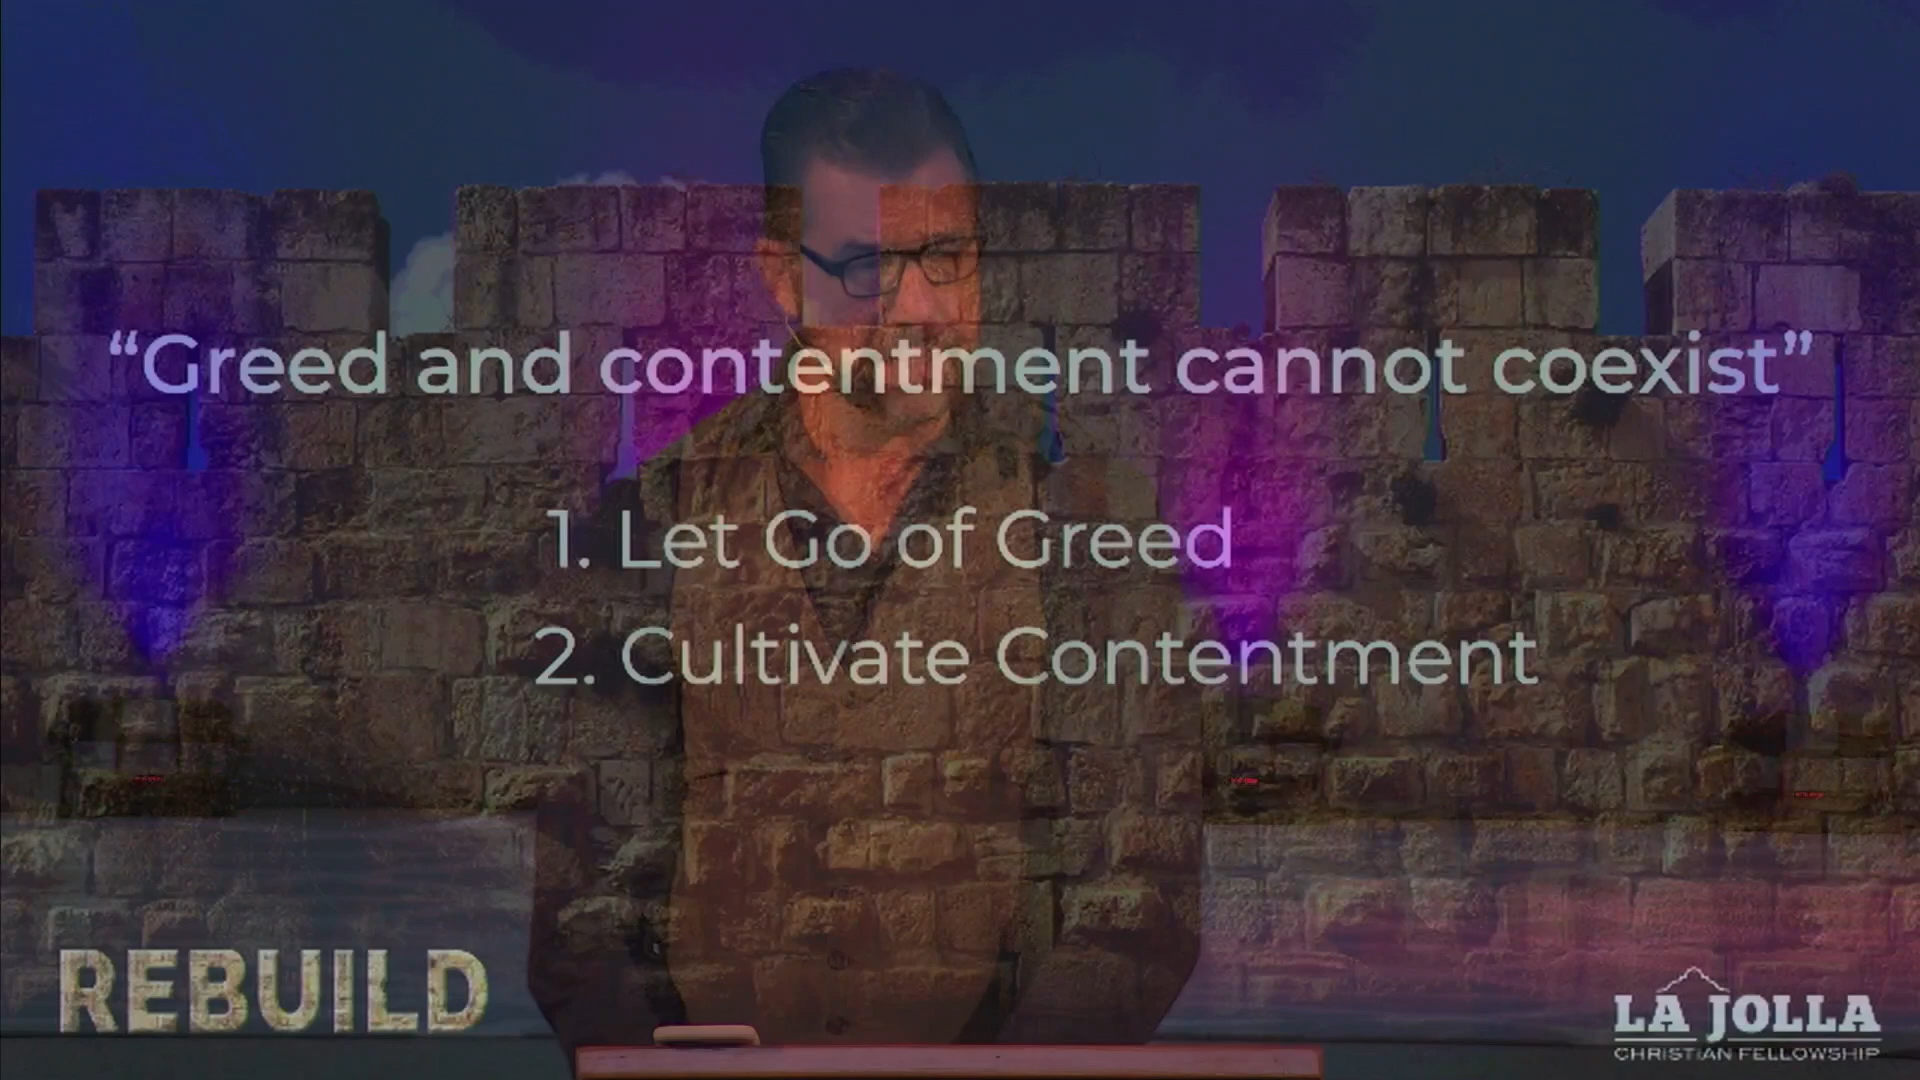 “Greed and contentment cannot coexist”
1. Let Go of Greed
2. Cultivate Contentment
REBUILD
LA JOLLA
CHRISTIAN FELLOWSHIP